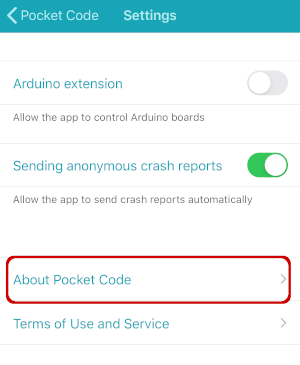 Pocket Code Settings
Arduino extension
Allow the app to control Arduino boards
Sending anonymous crash reports
Allow the app to send crash reports automatically
About Pocket Code
Terms of Use and Service